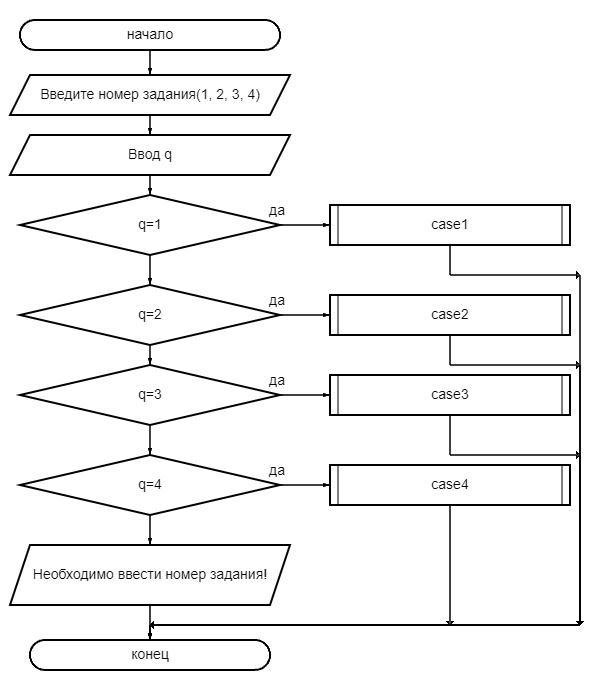 начало
Введите номер задания(1, 2, 3, 4)
Ввод q
q=1
да
case1
q=2
да
case2
q=3
да
case3
q=4
да
case4
Необходимо ввести номер задания!
конец